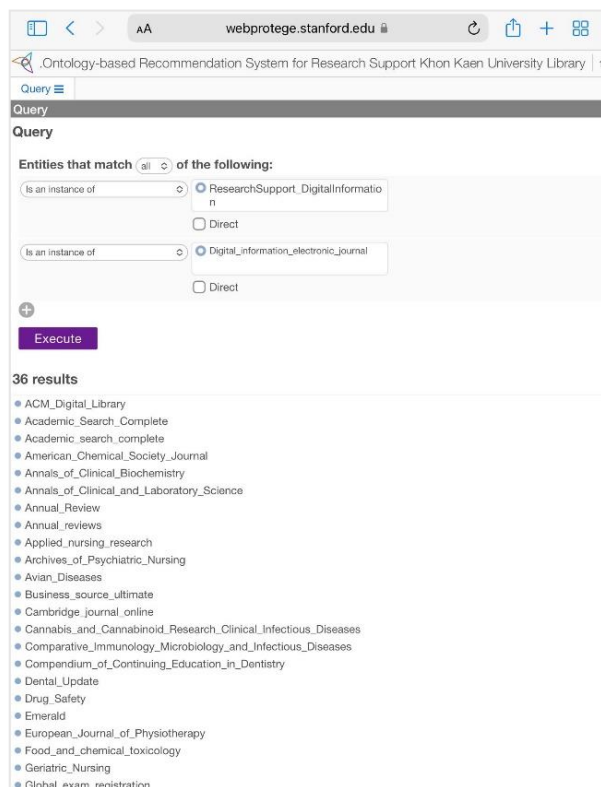 AA webprotege.stanford.edu
.Ontology-based Recommendation System for Research Support Khon Kaen University Library
Query
Query
Query
Entities that match all of the following:
Is an instance of ResearchSupport_DigitalInformatio
n
Direct
Is an instance of Digital_information_electronic_journal
Direct
Execute
36 results
ACM_Digital_Library
Academic_Search_Complete
Academic_search_complete
American_Chemical_Society_Journal
Annals_of_Clinical_Biochemistry
Annals_of_Clinical_and_Laboratory_Science
Annual_Review
Annual_reviews
Applied_nursing_research
Archives_of_Psychiatric_Nursing
Avian_Diseases
Business_source_ultimate
Cambridge_journal_online
Cannabis_and_Cannabinoid_Research_Clinical_Infectious_Diseases
Comparative_Immunology_Microbiology_and_Infectious_Diseases
Compendium_of_Continuing_Education_in_Dentistry
Dental_Update
Drug_Safety
Emerald
European_Journal_of_Physiotherapy
Food_and_chemical_toxicology
Geriatric_Nursing
Global_exam_registration